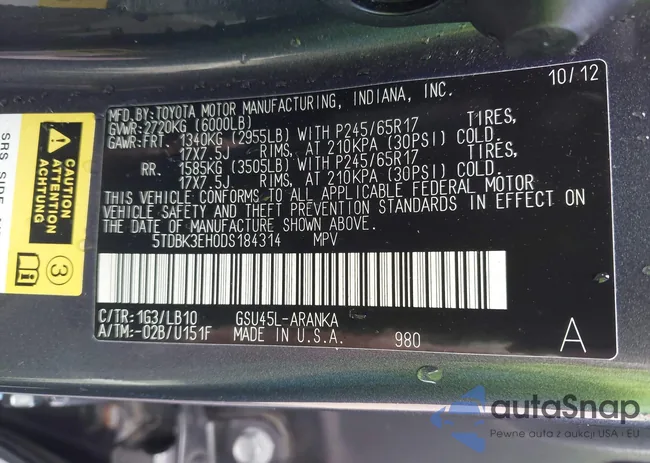 10/12
MFD.BY:TOYOTA MOTOR MANUFACTURING, INDIANA, INC.
GVWR:2720KG (6000LB)
GAWR:FRT. 1340KG (2955LB) WITH P245/65R17 TIRES,
17X7.5J RIMS, AT 210KPA (30PSI) COLD.
RR. 1585KG (3505LB) WITH P245/65R17 TIRES,
17X7.5J RIMS, AT 210KPA (30PSI) COLD.
THIS VEHICLE CONFORMS TO ALL APPLICABLE FEDERAL MOTOR
VEHICLE SAFETY AND THEFT PREVENTION STANDARDS IN EFFECT ON
THE DATE OF MANUFACTURE SHOWN ABOVE.
5TDBK3EH0DS184314 MPV
C/TR:1G3/LB10 GSU45L-ARANKA
A/TM:-02B/U151F MADE IN U.S.A. 980 A
CAUTION
ATTENTION
ACHTUNG
3
SRS SIDE
autoSnap
Pewne auta z aukcji USA i EU